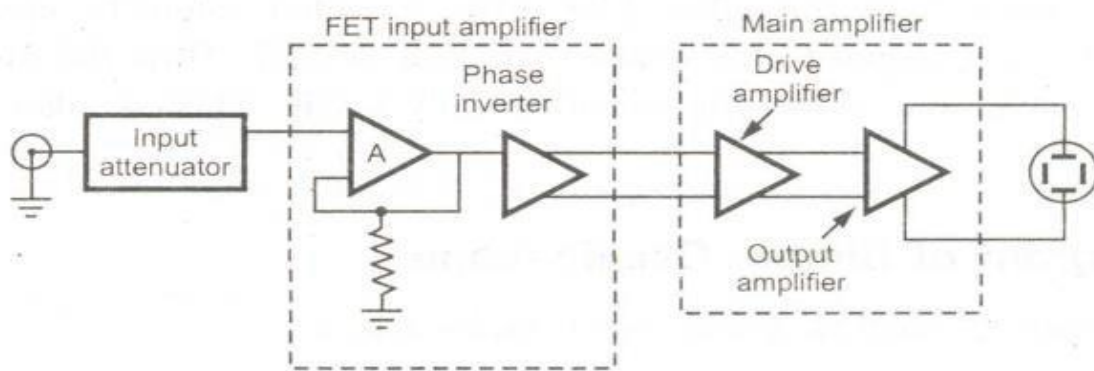 FET input amplifier
Main amplifier
Phase
inverter
Drive
amplifier
Input
attenuator
A
Output
amplifier